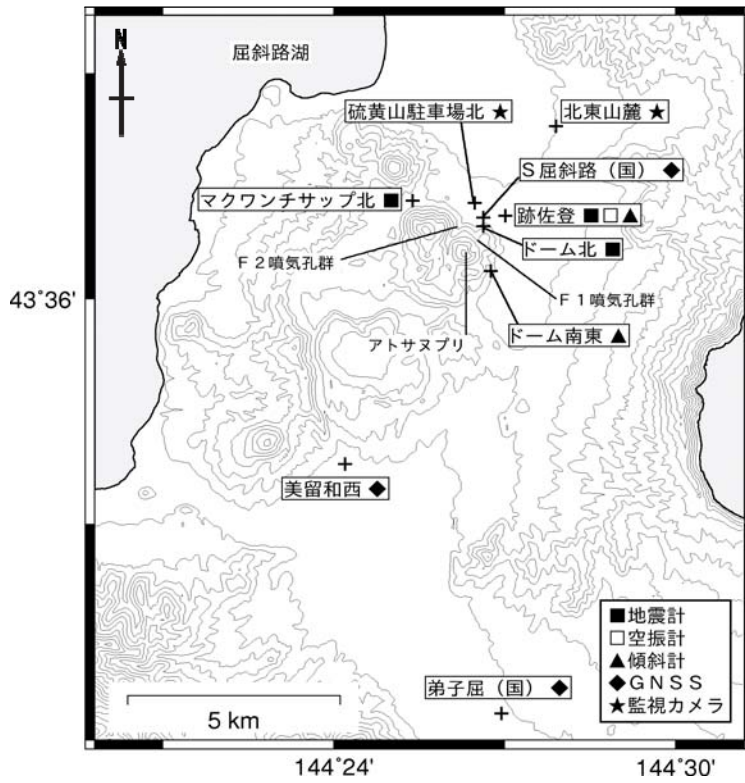 N
屈斜路湖
硫黄山駐車場北 ★
北東山麓 ★
S屈斜路(国) ◆
マクワンチサップ北 ■
跡佐登 ■□▲
ドーム北 ■
F2噴気孔群
F1噴気孔群
43°36'
アトサヌプリ
ドーム南東 ▲
美留和西 ◆
■地震計
□空振計
▲傾斜計
◆GNSS
★監視カメラ
弟子屈(国) ◆
5 km
144°24'
144°30'